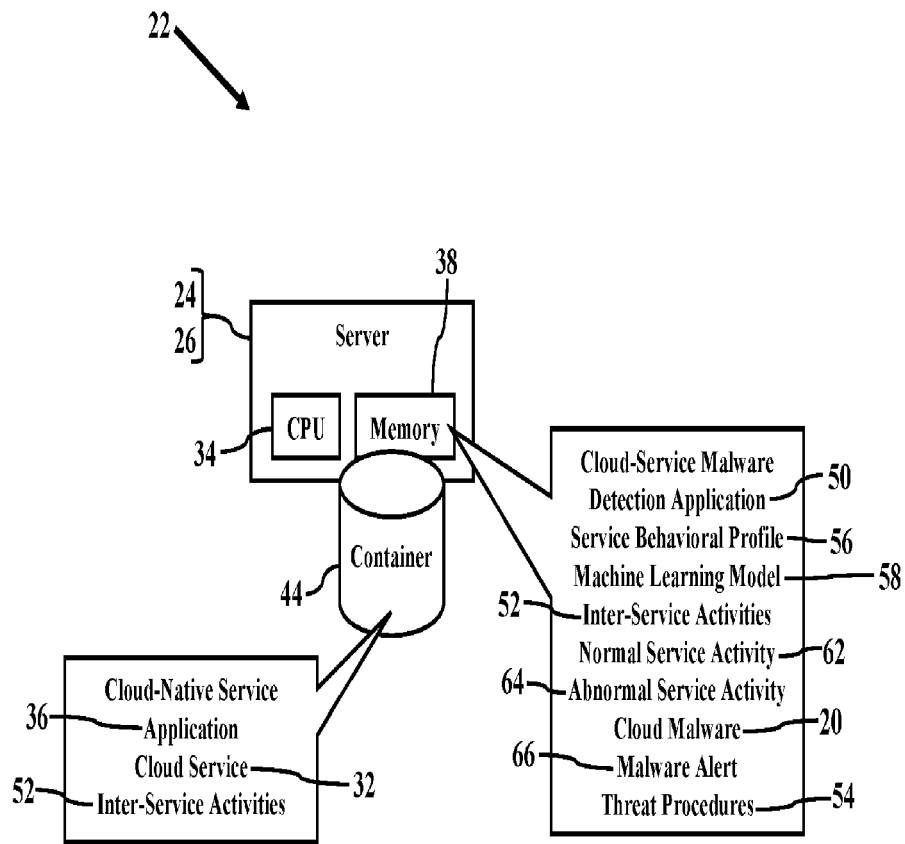 22
38
24
26
Server
34
CPU
Memory
44
Container
Cloud-Service Malware
Detection Application
50
Service Behavioral Profile
56
Machine Learning Model
58
52
Inter-Service Activities
Normal Service Activity
62
64
Abnormal Service Activity
Cloud Malware
20
66
Malware Alert
Threat Procedures
54
Cloud-Native Service
36
Application
Cloud Service
32
52
Inter-Service Activities